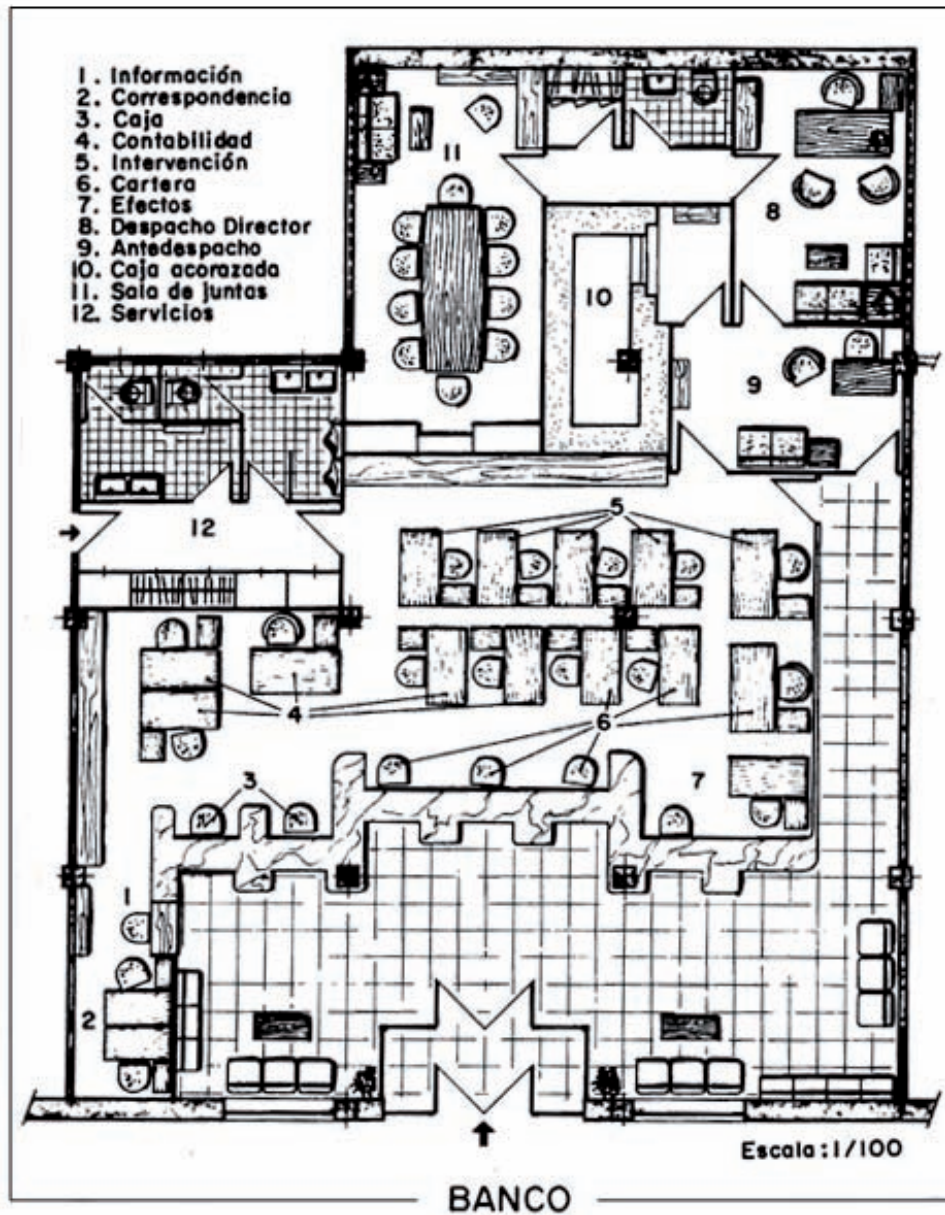 1. Información
2. Correspondencia
3. Caja
4. Contabilidad
5. Intervención
6. Cartera
7. Efectos
8. Despacho Director
9. Antedespacho
10. Caja acorazada
11. Sala de juntas
12. Servicios
11
8
10
9
5
12
4
6
7
3
1
2
Escala: 1/100
BANCO